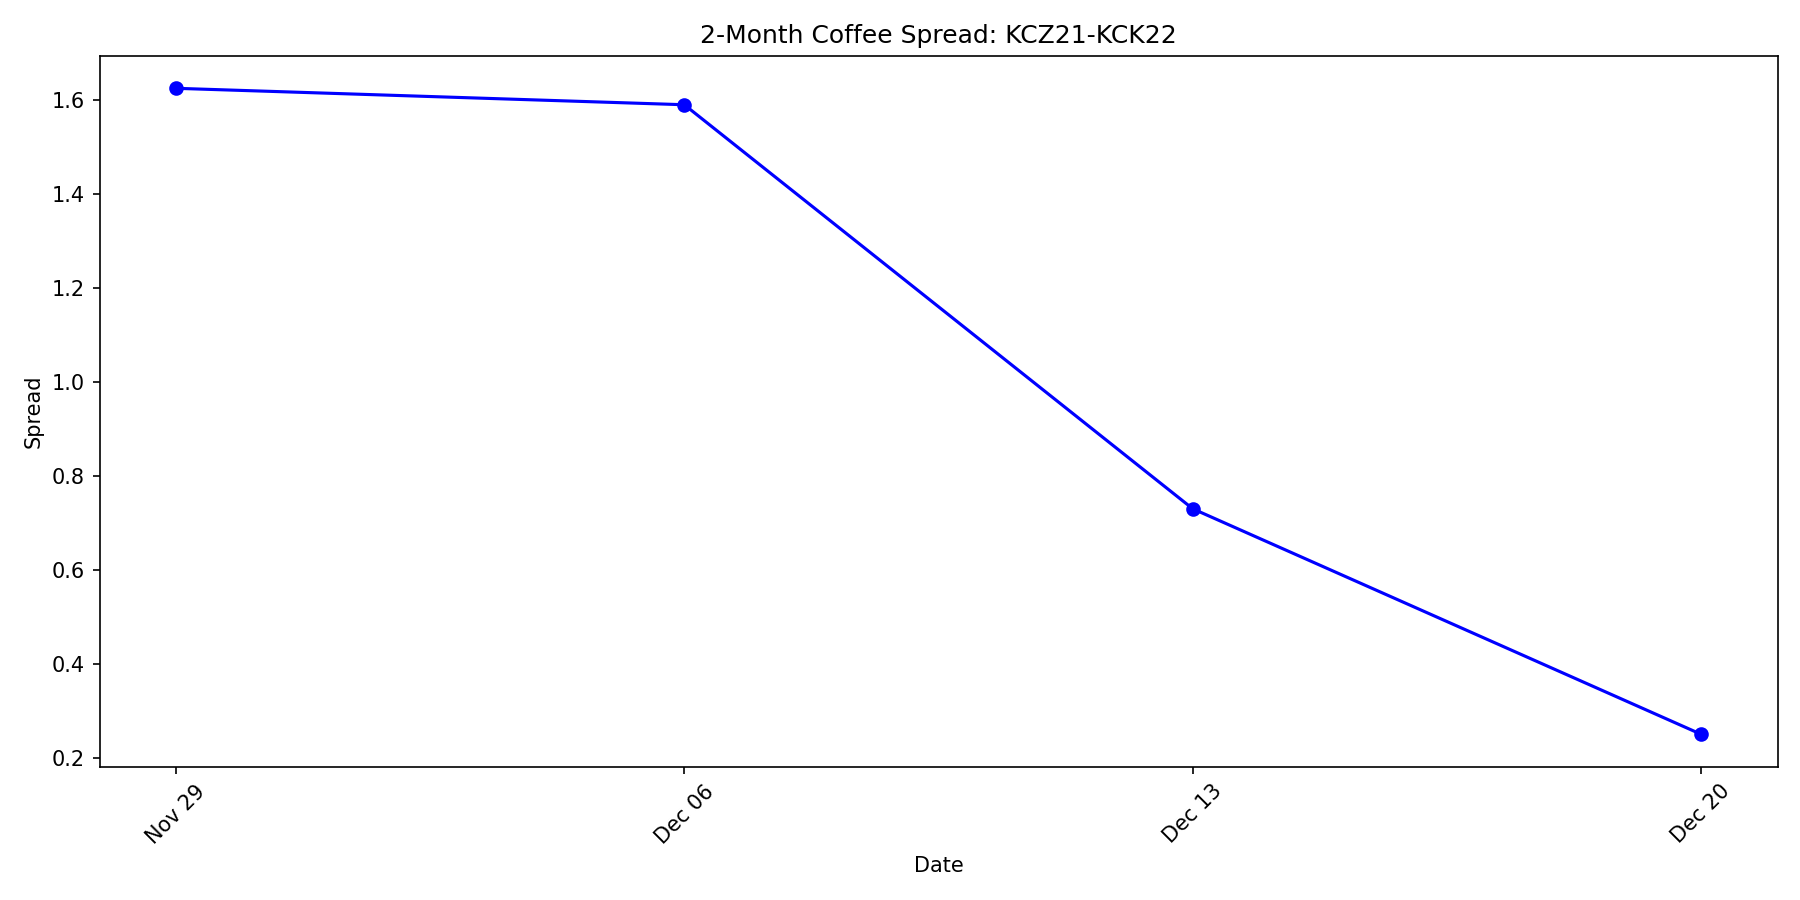 2-Month Coffee Spread: KCZ21-KCK22
Spread
1.6
1.4
1.2
1.0
0.8
0.6
0.4
0.2
Nov 29
Dec 06
Dec 13
Dec 20
Date